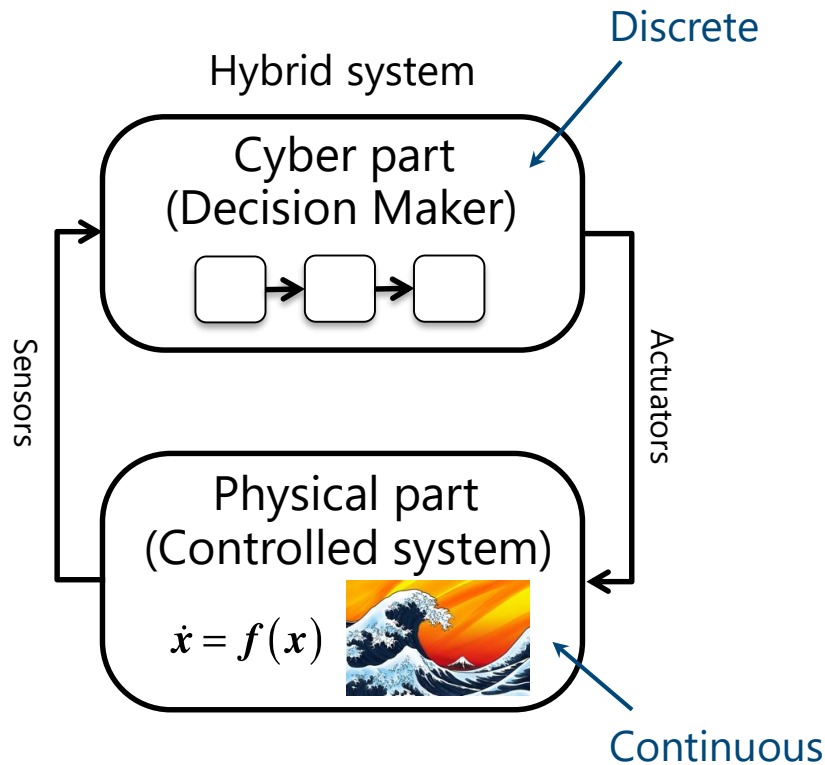 Discrete
Hybrid system
Cyber part
(Decision Maker)
Sensors
Actuators
Physical part
(Controlled system)
ẋ = f(x)
Continuous